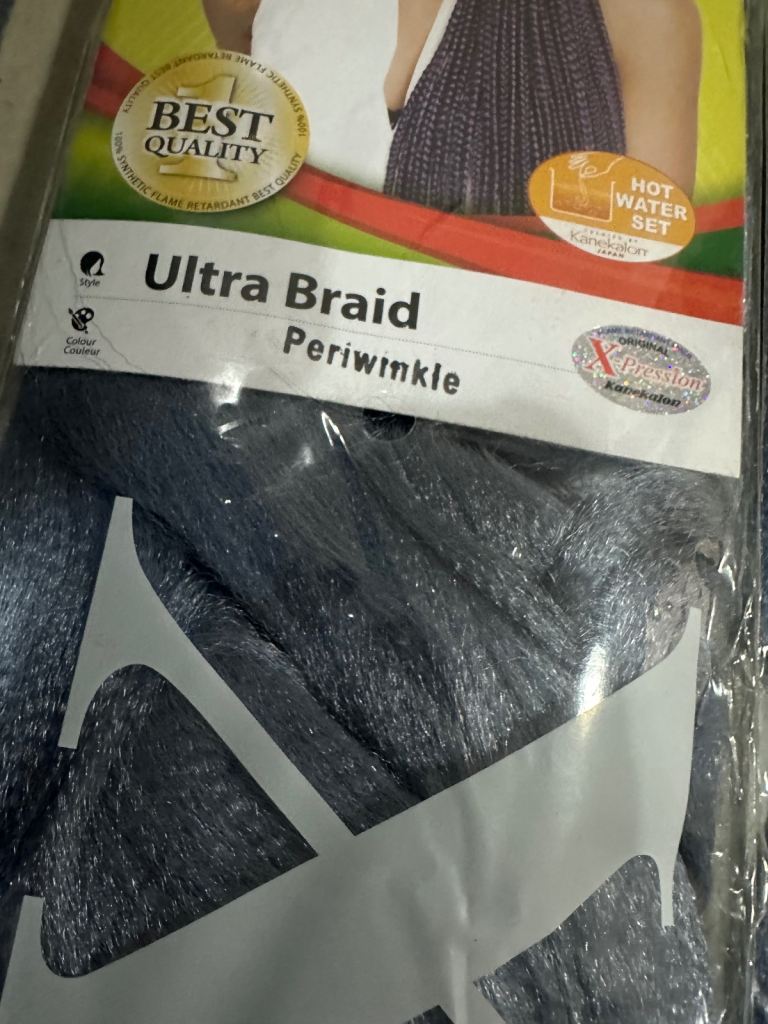 100% SYNTHETIC FLAME RETARDANT BEST QUALITY
1
BEST
QUALITY
HOT
WATER
SET
Kanekalon
JAPAN
Style
Ultra Braid
Colour
Couleur
Periwinkle
ORIGINAL
X-Pression
Kanekalon